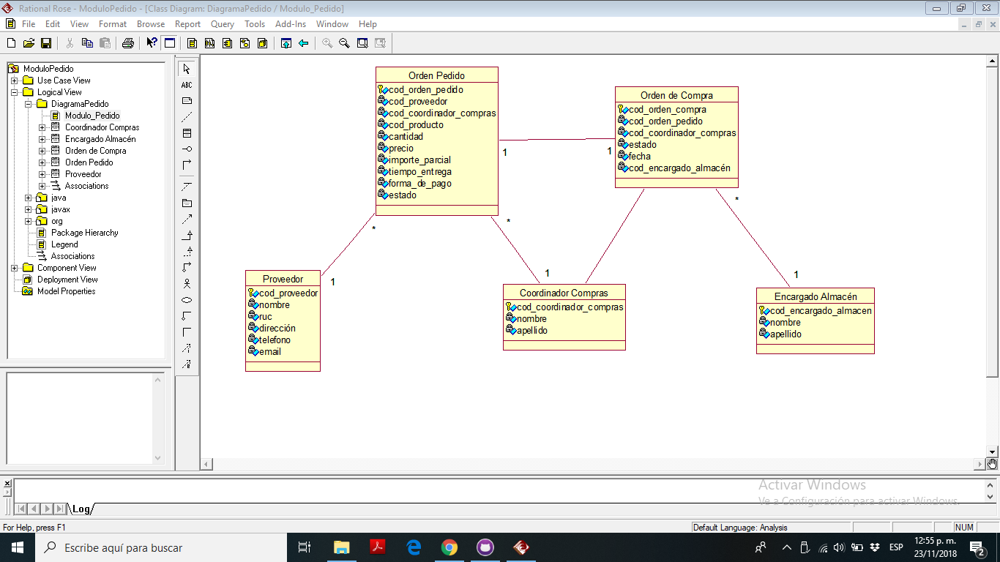 Rational Rose - ModuloPedido - [Class Diagram: DiagramaPedido / Modulo_Pedido]
File Edit View Format Browse Report Query Tools Add-Ins Window Help
ModuloPedido
Use Case View
Logical View
DiagramaPedido
Modulo_Pedido
Coordinador Compras
Encargado Almacén
Orden de Compra
Orden Pedido
Proveedor
Associations
java
javax
org
Package Hierarchy
Legend
Associations
Component View
Deployment View
Model Properties
ABC
Orden Pedido
cod_orden_pedido
cod_proveedor
cod_coordinador_compras
cod_producto
cantidad
precio
importe_parcial
tiempo_entrega
forma_de_pago
estado
Orden de Compra
cod_orden_compra
cod_orden_pedido
cod_coordinador_compras
estado
fecha
cod_encargado_almacén
1
1
*
*
*
1
1
1
Proveedor
cod_proveedor
nombre
ruc
dirección
telefono
email
Coordinador Compras
cod_coordinador_compras
nombre
apellido
Encargado Almacén
cod_encargado_almacen
nombre
apellido
Activar Windows
Ve a Configuración para activar Windows.
Log
For Help, press F1
Default Language: Analysis
NUM
Escribe aquí para buscar
ESP
12:55 p. m.
23/11/2018
2